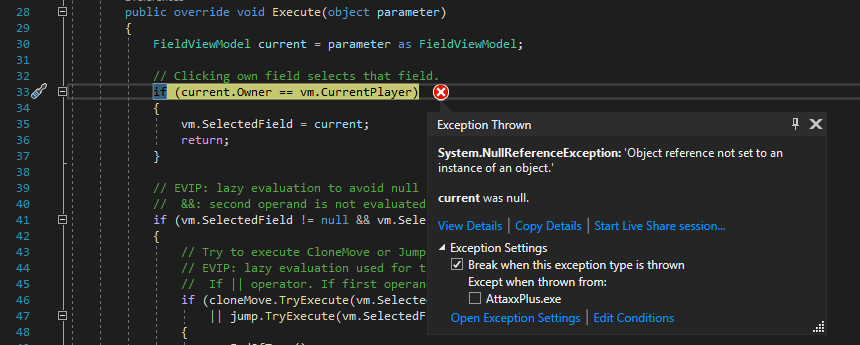 28 public override void Execute(object parameter)
29 {
30 FieldViewModel current = parameter as FieldViewModel;
31
32 // Clicking own field selects that field.
33 if (current.Owner == vm.CurrentPlayer)
34 {
35 vm.SelectedField = current;
36 return;
37 }
38
39 // EVIP: lazy evaluation to avoid null
40 // &&: second operand is not evaluated
41 if (vm.SelectedField != null && vm.Sele
42 {
43 // Try to execute CloneMove or Jump
44 // EVIP: lazy evaluation used for t
45 // If || operator. If first operan
46 if (cloneMove.TryExecute(vm.Selecte
47 || jump.TryExecute(vm.SelectedF
48 {
Exception Thrown
System.NullReferenceException: 'Object reference not set to an
instance of an object.'
current was null.
View Details | Copy Details | Start Live Share session...
Exception Settings
Break when this exception type is thrown
Except when thrown from:
AttaxxPlus.exe
Open Exception Settings | Edit Conditions